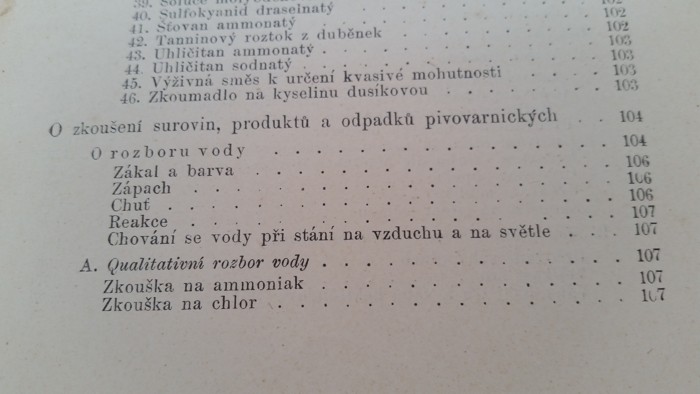 39. 102
40. Sulfokyanid draselnatý . . . . . . . 102
41. Šťovan ammonatý . . . . . . . 102
42. Tanninový roztok z duběnek . . . . . . 103
43. Uhličitan ammonatý . . . . . . . 103
44. Uhličitan sodnatý . . . . . . . 103
45. Výživná směs k určení kvasivé mohutnosti . . . . 103
46. Zkoumadlo na kyselinu dusíkovou . . . . . 103
O zkoušení surovin, produktů a odpadků pivovarnických . . 104
O rozboru vody . . . . . . . . . . 104
Zákal a barva . . . . . . . . . . 106
Zápach . . . . . . . . . . . 106
Chuť . . . . . . . . . . . 106
Reakce . . . . . . . . . . . 107
Chování se vody při stání na vzduchu a na světle . . . 107
A. Qualitativní rozbor vody . . . . . . . . . 107
Zkouška na ammoniak . . . . . . . . . 107
Zkouška na chlor . . . . . . . . . . 107